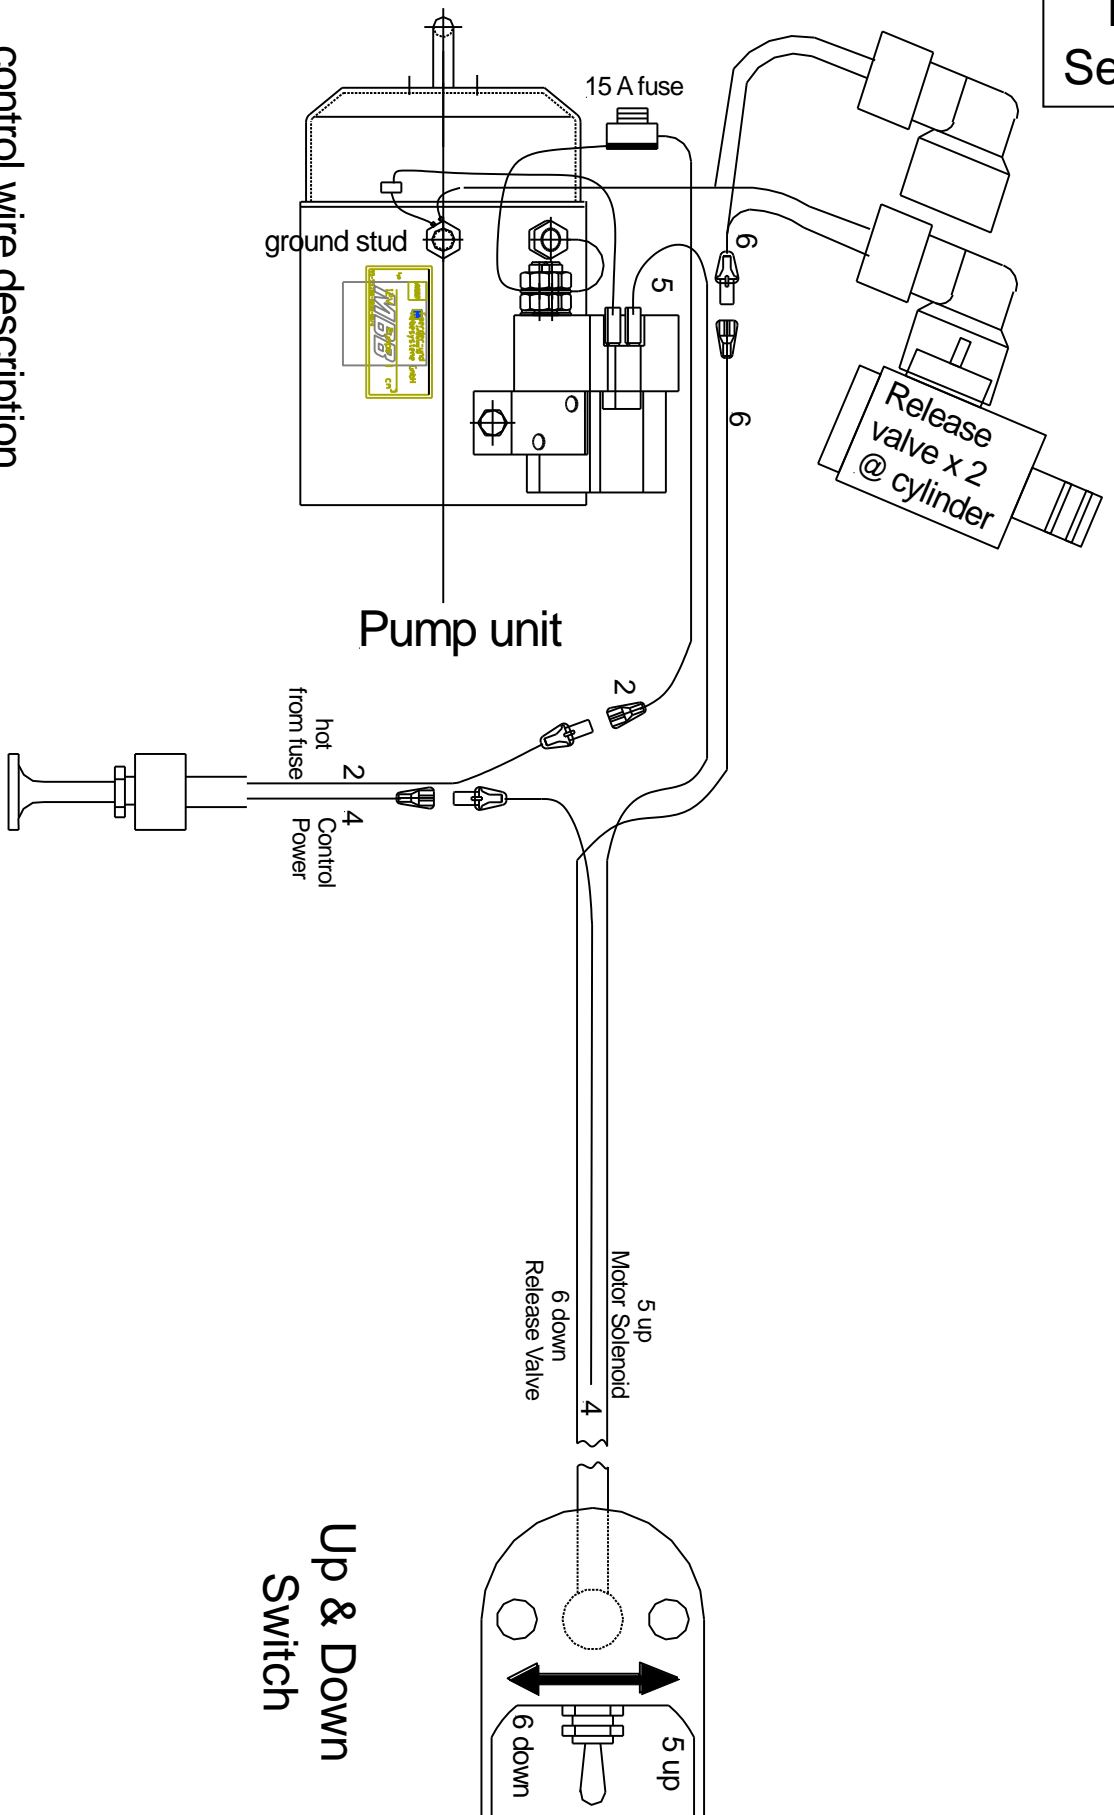 Se
15 A fuse
ground stud
MBB
5
6
6
Release
valve x 2
@ cylinder
Pump unit
2
hot
from fuse
2
4
Control
Power
5 up
Motor Solenoid
6 down
Release Valve
4
Up & Down
Switch
5 up
6 down
control wire description